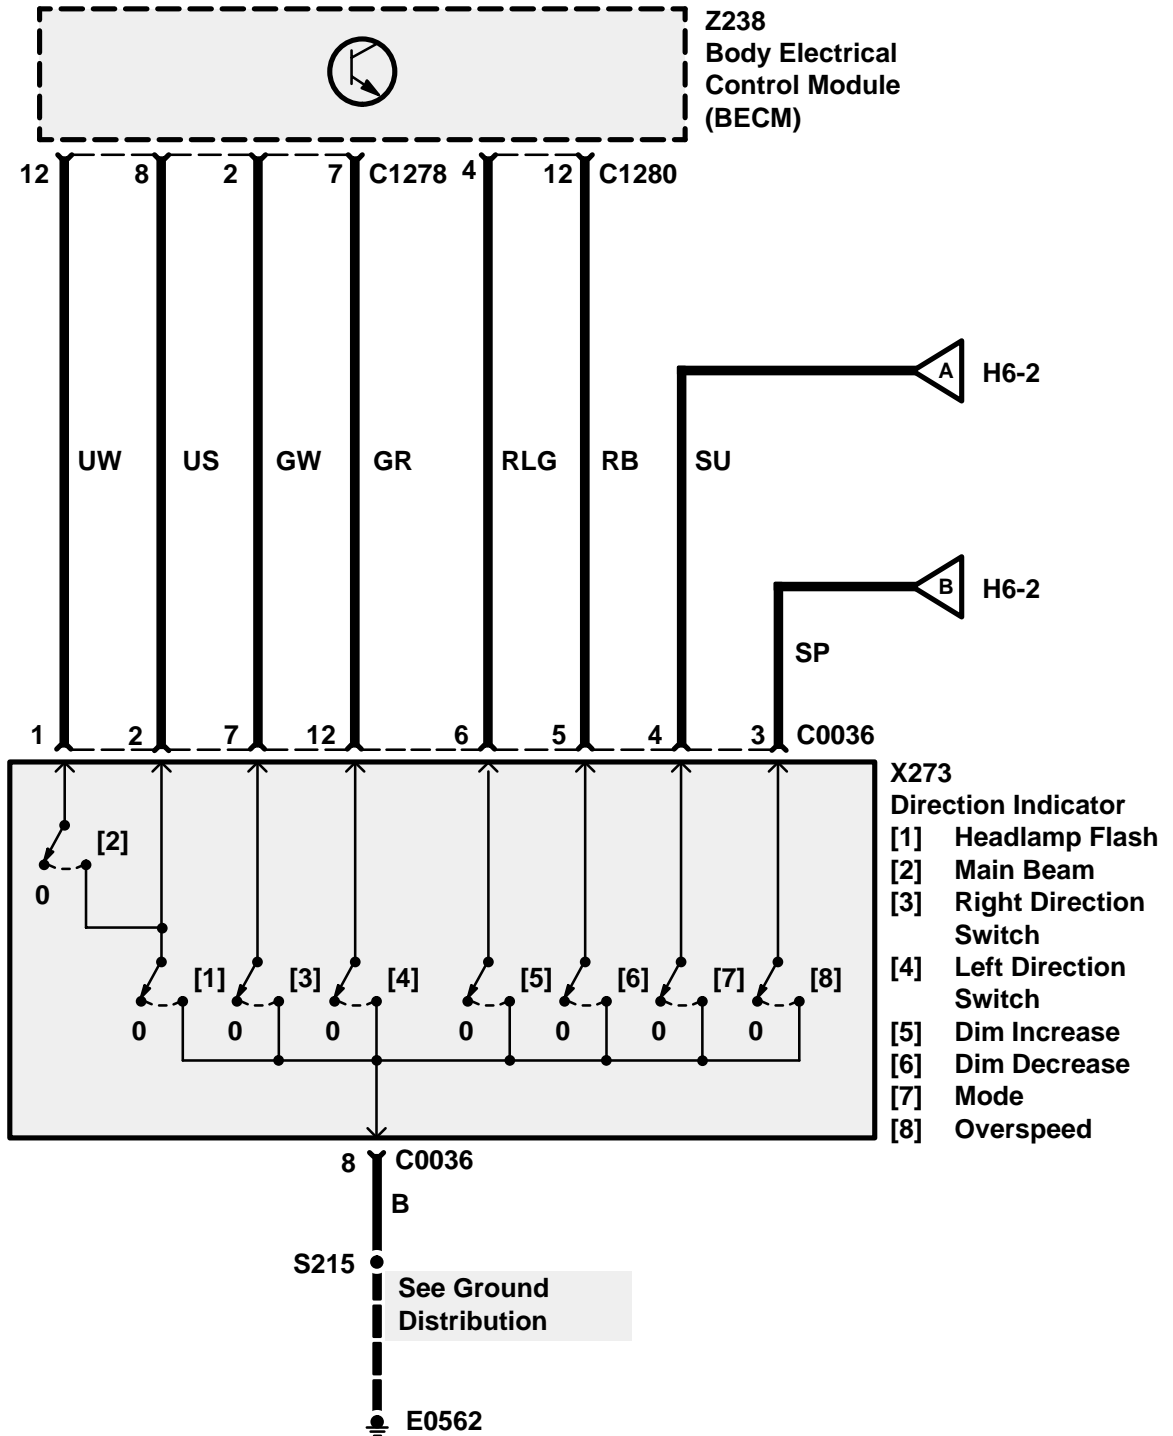 Z238
Body Electrical
Control Module
(BECM)
12 8 2 7 C1278 4 12 C1280
A H6-2
UW US GW GR RLG RB SU
B H6-2
SP
1 2 7 12 6 5 4 3 C0036
X273
Direction Indicator
[1] Headlamp Flash
[2] Main Beam
[3] Right Direction
Switch
[4] Left Direction
Switch
[5] Dim Increase
[6] Dim Decrease
[7] Mode
[8] Overspeed
[2]
0
[1] [3] [4] [5] [6] [7] [8]
0 0 0 0 0 0 0
8 C0036
B
S215
See Ground
Distribution
E0562